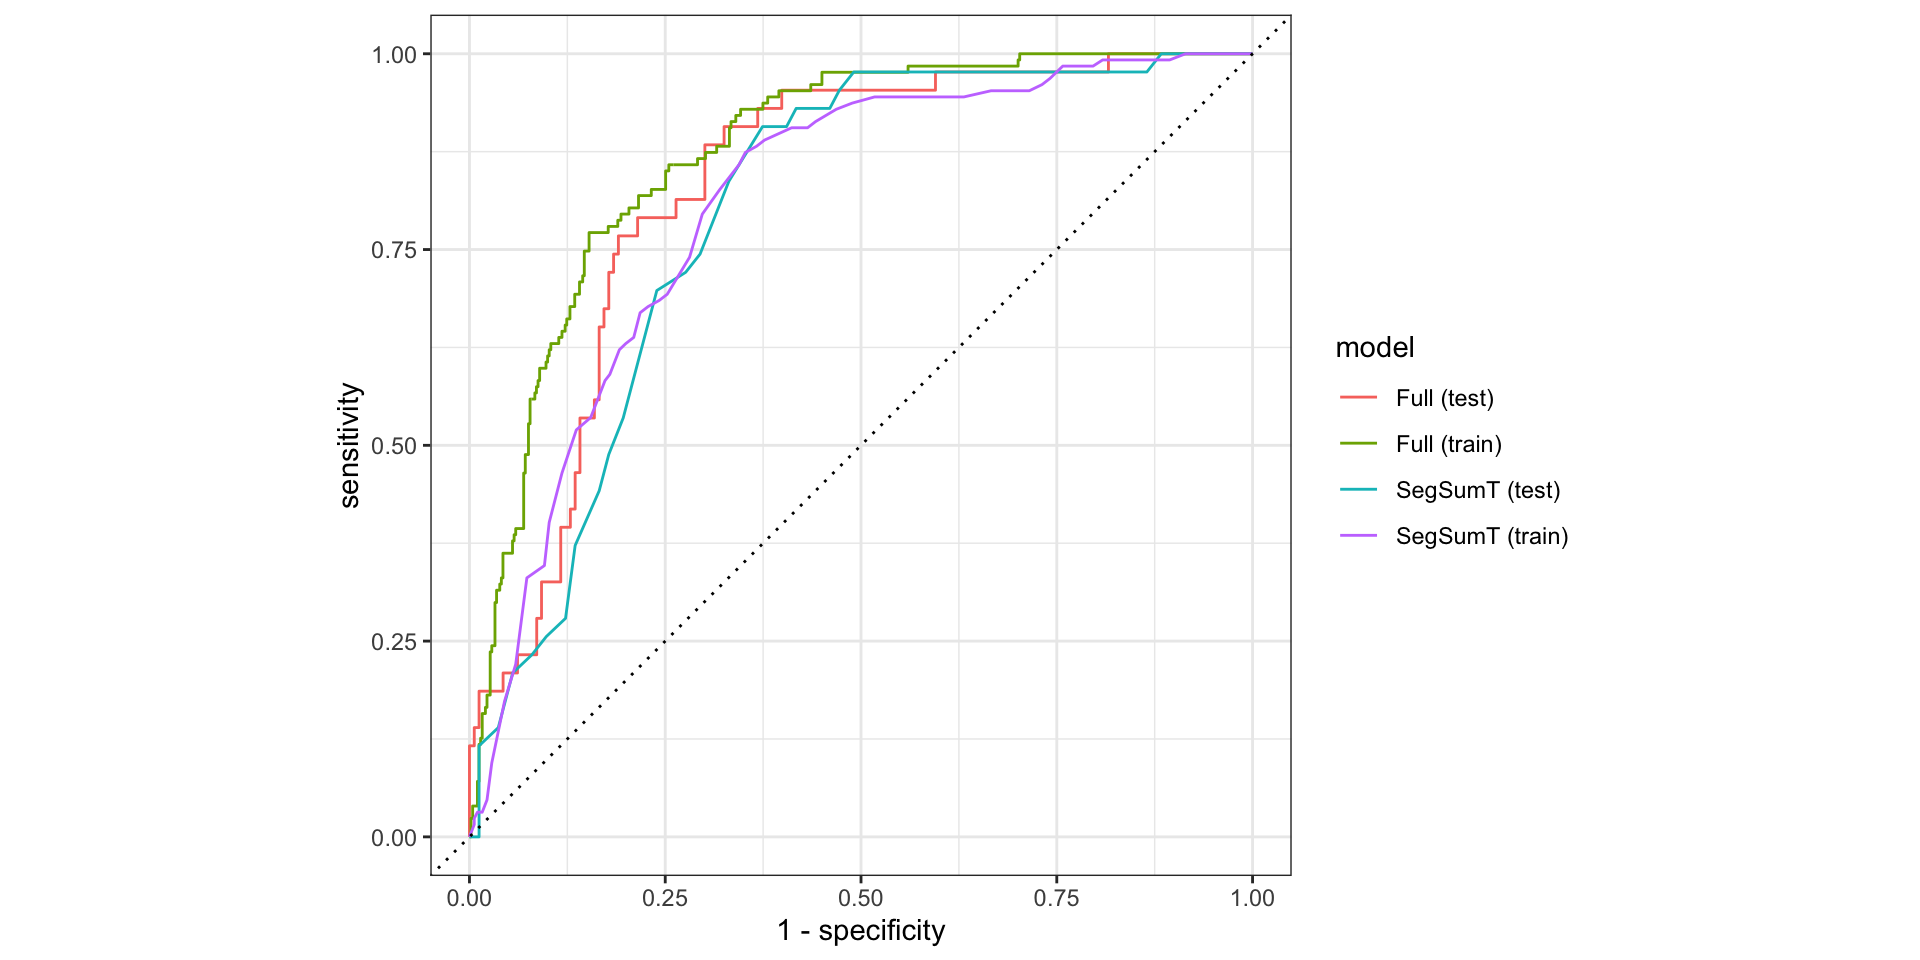 1.00
0.75
0.50
0.25
0.00
sensitivity
0.00 0.25 0.50 0.75 1.00
1 - specificity
model
Full (test)
Full (train)
SegSumT (test)
SegSumT (train)